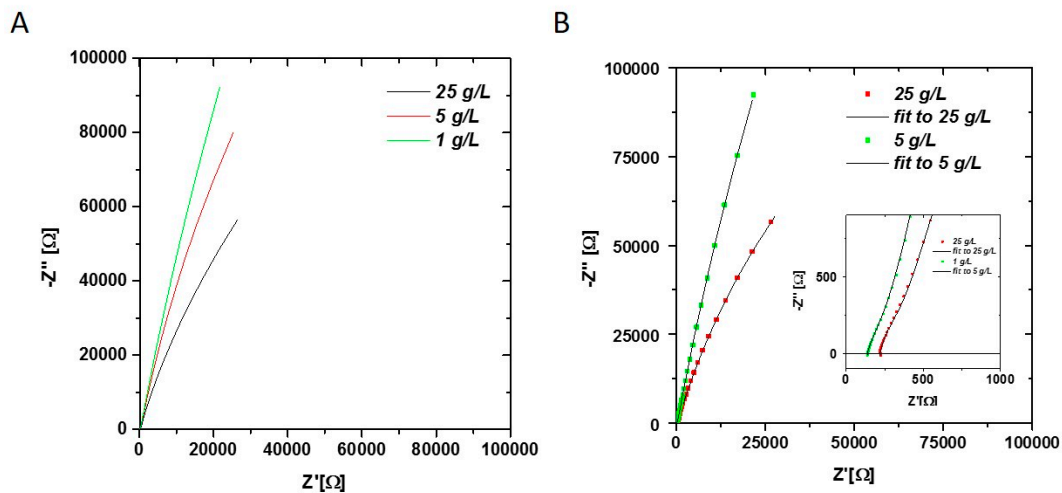 A
100000
80000
60000
40000
20000
0
-Z'' [Ω]
25 g/L
5 g/L
1 g/L
0
20000
40000
60000
80000
100000
Z'[Ω]
B
100000
75000
50000
25000
0
-Z'' [Ω]
25 g/L
fit to 25 g/L
5 g/L
fit to 5 g/L
500
0
-Z'' [Ω]
25 g/L
fit to 25 g/L
1 g/L
fit to 5 g/L
0
500
1000
Z'[Ω]
0
25000
50000
75000
100000
Z'[Ω]